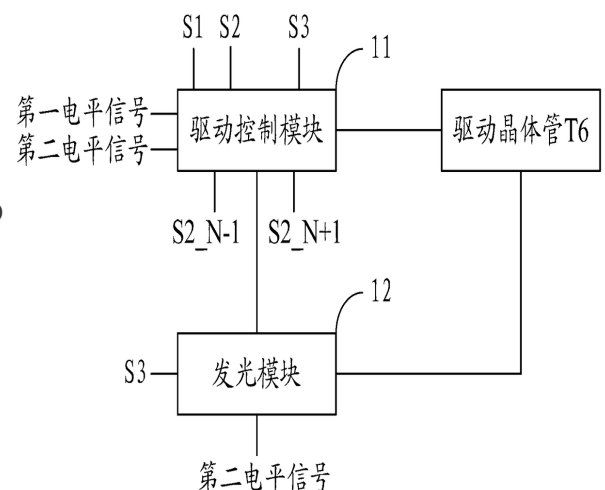 S1 S2 S3
11
第一电平信号
第二电平信号
驱动控制模块
驱动晶体管T6
S2_N-1 S2_N+1
12
S3
发光模块
第二电平信号